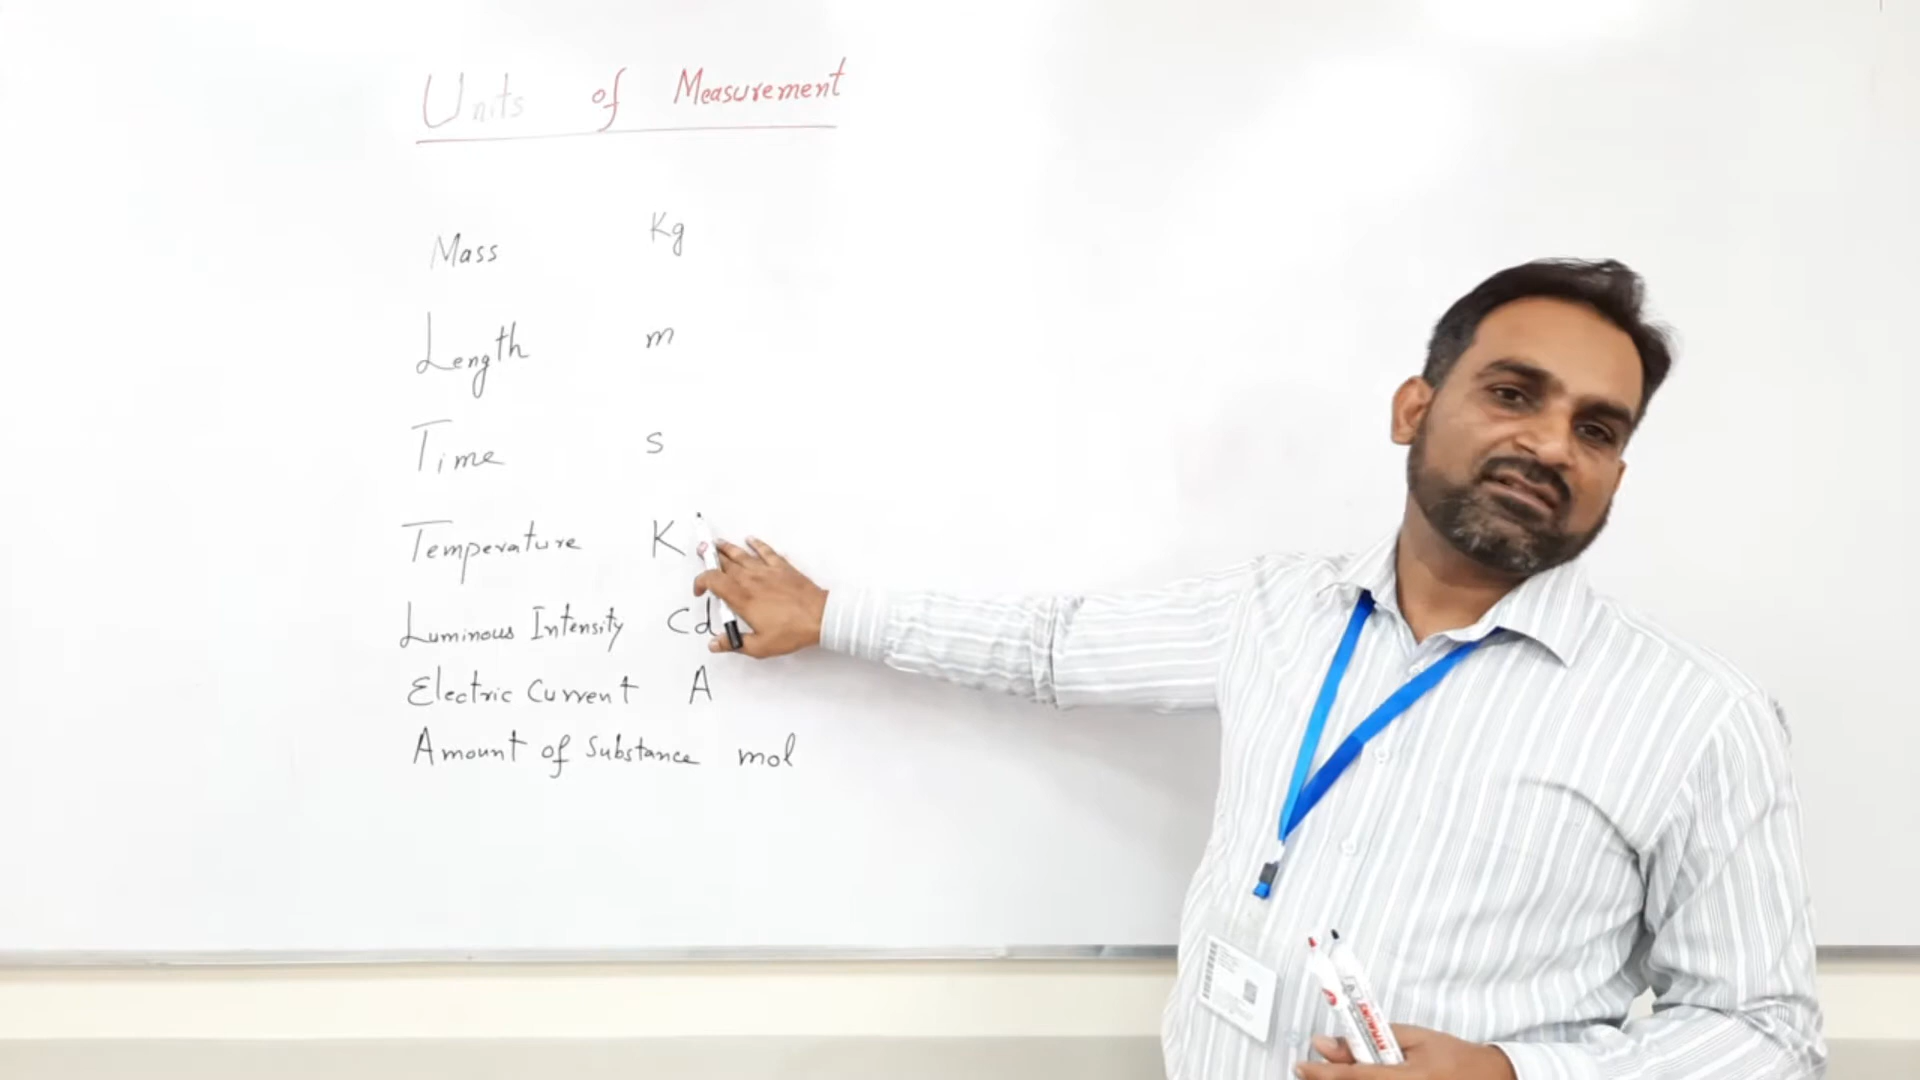 Units of Measurement
Mass Kg
Length m
Time s
Temperature K
Luminous Intensity Cd
Electric Current A
Amount of Substance mol